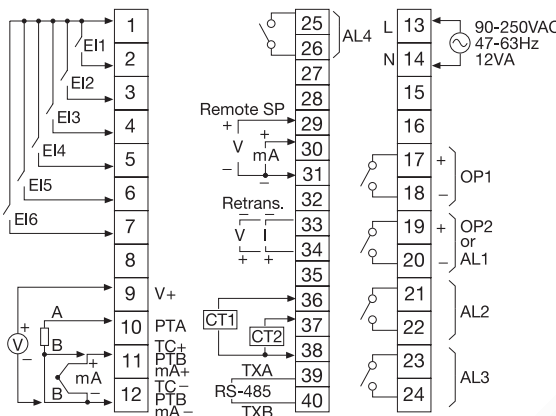 1
2
3
4
5
6
7
8
9
10
11
12
EI1
EI2
EI3
EI4
EI5
EI6
V+
PTA
TC+
PTB
mA+
TC−
PTB
mA−
A
B
B
+
V
−
+
mA
−
25
26
27
28
29
30
31
32
33
34
35
36
37
38
39
40
AL4
Remote SP
+
V
−
+
mA
−
Retrans.
−
V
+
−
I
+
CT1
CT2
TXA
RS-485
TXB
13
14
15
16
17
18
19
20
21
22
23
24
L
N
90-250VAC
47-63Hz
12VA
+
−
OP1
+
−
OP2
or
AL1
AL2
AL3